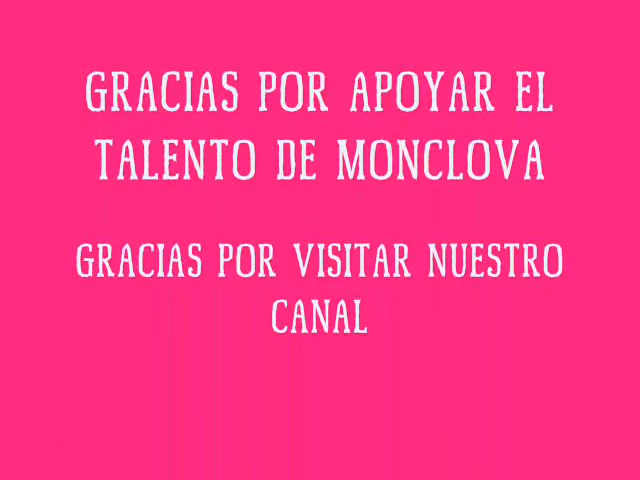 GRACIAS POR APOYAR EL
TALENTO DE MONCLOVA
GRACIAS POR VISITAR NUESTRO
CANAL